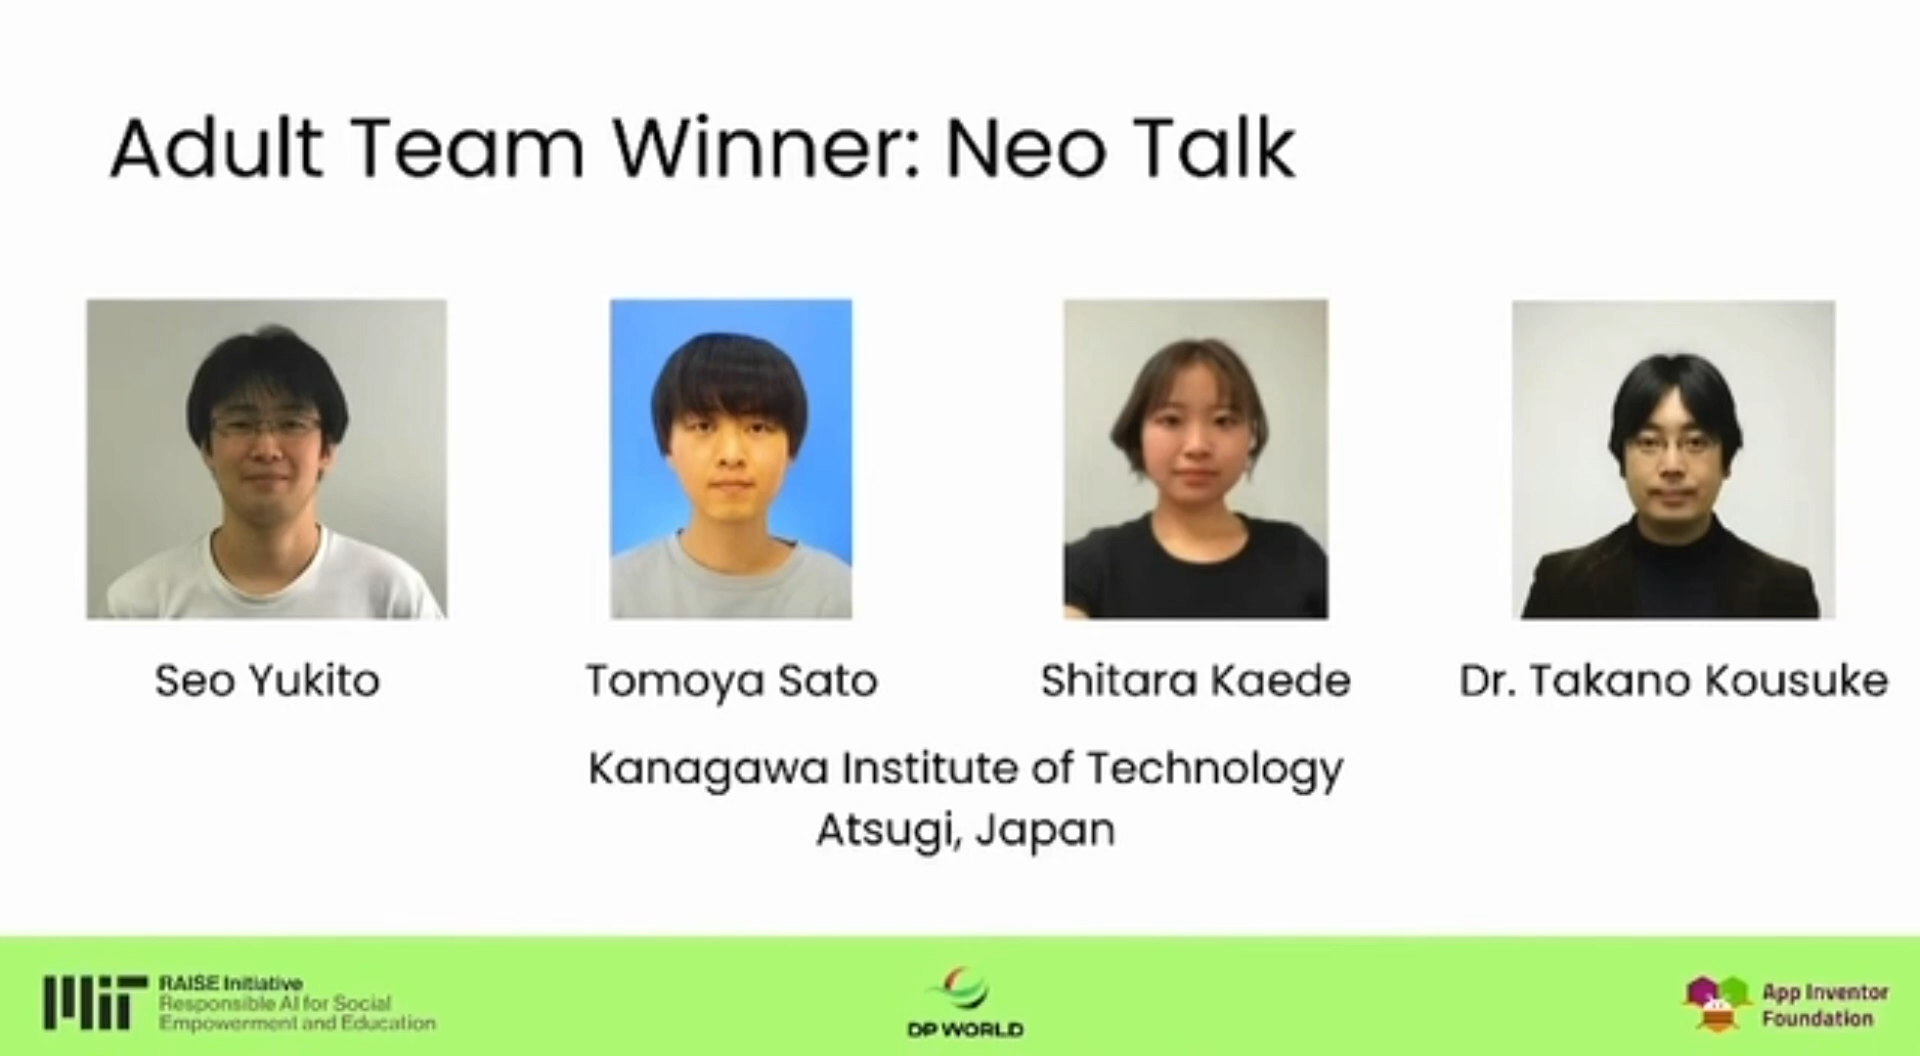 Adult Team Winner: Neo Talk
Seo Yukito
Tomoya Sato
Shitara Kaede
Dr. Takano Kousuke
Kanagawa Institute of Technology
Atsugi, Japan
MIT
RAISE Initiative
Responsible AI for Social
Empowerment and Education
DP WORLD
App Inventor
Foundation